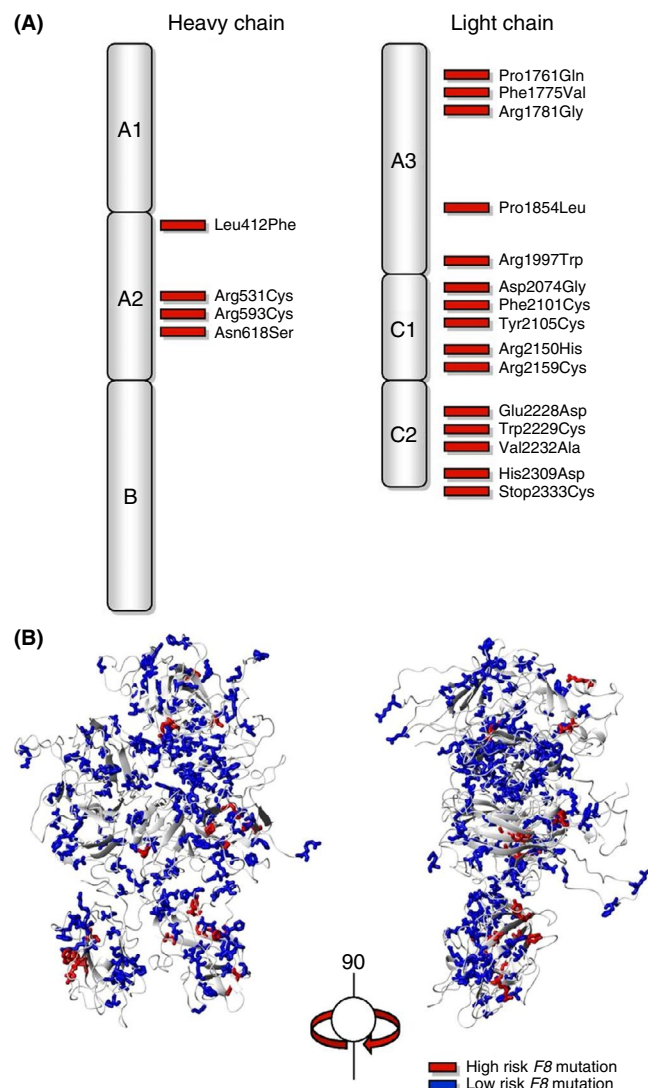 (A)
Heavy chain
Light chain
A1
A2
B
Leu412Phe
Arg531Cys
Arg593Cys
Asn618Ser
A3
C1
C2
Pro1761Gln
Phe1775Val
Arg1781Gly
Pro1854Leu
Arg1997Trp
Asp2074Gly
Phe2101Cys
Tyr2105Cys
Arg2150His
Arg2159Cys
Glu2228Asp
Trp2229Cys
Val2232Ala
His2309Asp
Stop2333Cys
(B)
90
High risk F8 mutation
Low risk F8 mutation